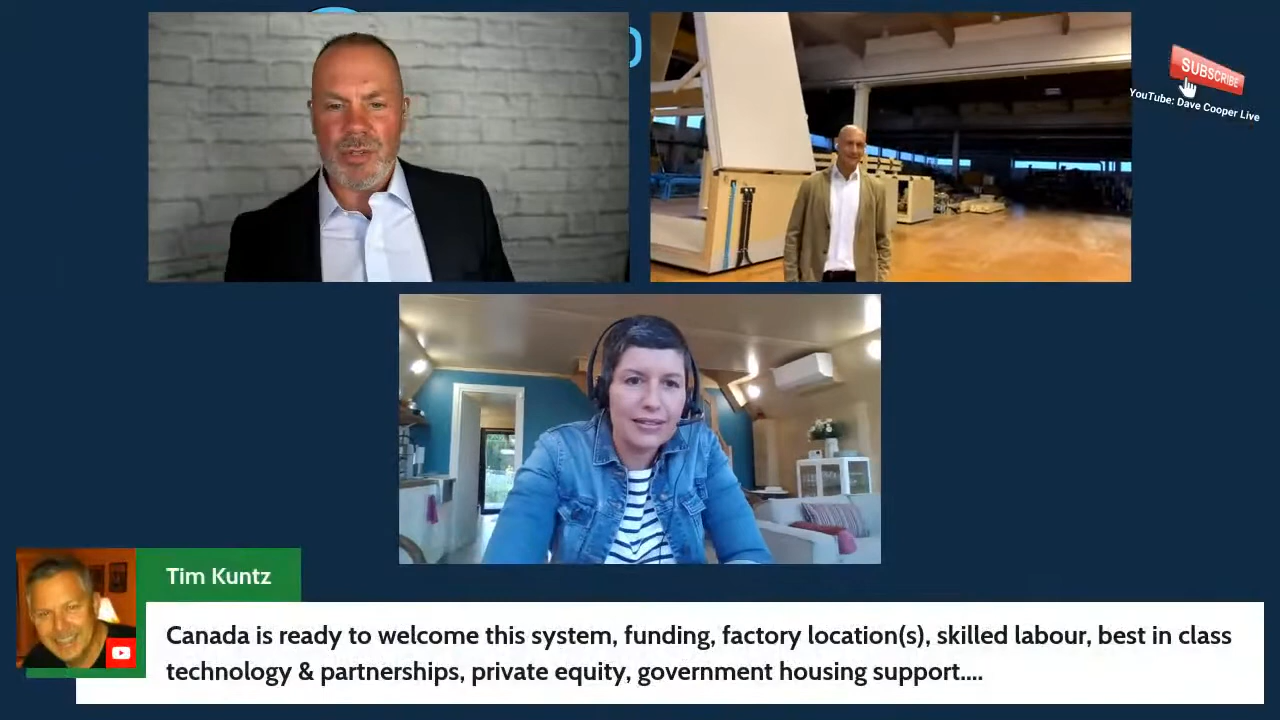 SUBSCRIBE
YouTube: Dave Cooper Live
Tim Kuntz
Canada is ready to welcome this system, funding, factory location(s), skilled labour, best in class
technology & partnerships, private equity, government housing support....